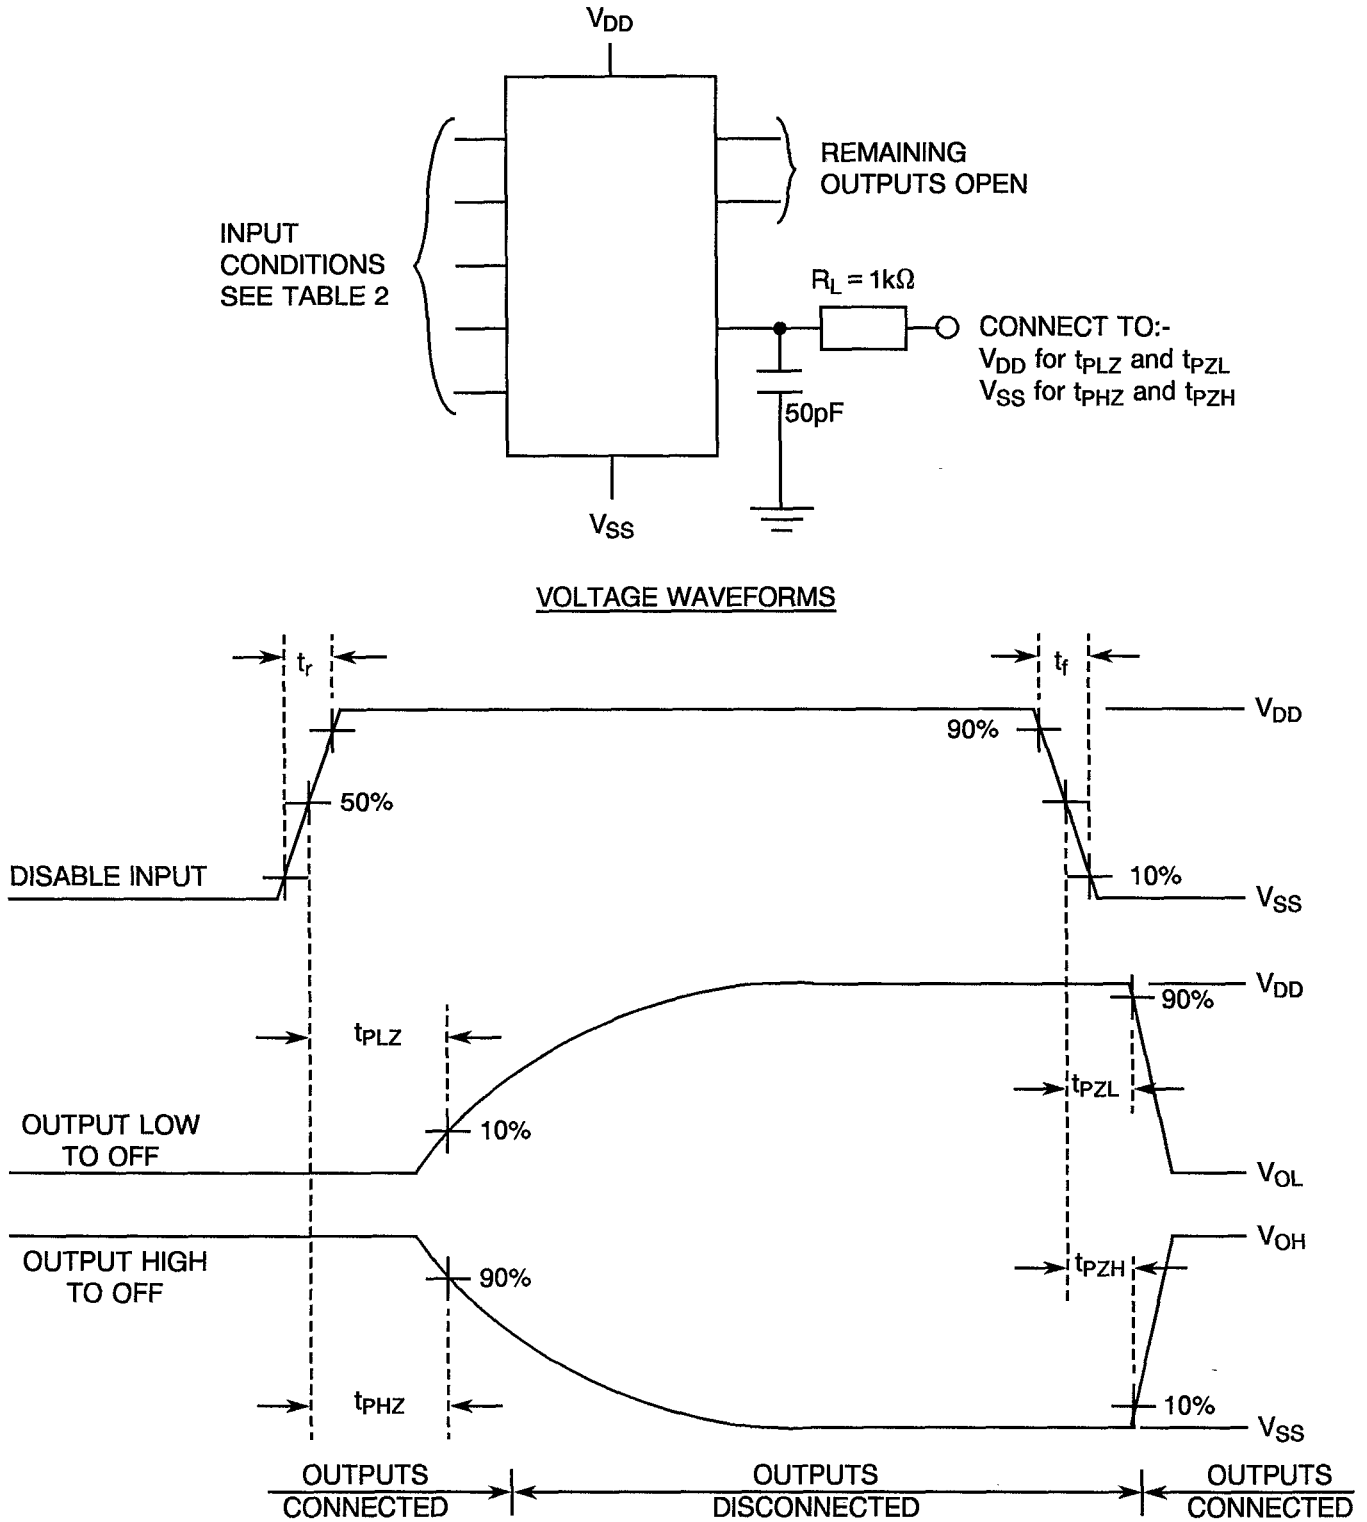 VDD
REMAINING
OUTPUTS OPEN
INPUT
CONDITIONS
SEE TABLE 2
RL = 1kΩ
CONNECT TO:-
VDD for tPLZ and tPZL
VSS for tPHZ and tPZH
50pF
VSS
VOLTAGE WAVEFORMS
tr
tf
VDD
90%
50%
DISABLE INPUT
10%
VSS
VDD
90%
tPLZ
tPZL
OUTPUT LOW
TO OFF
10%
VOL
VOH
OUTPUT HIGH
TO OFF
90%
tPZH
tPHZ
10%
VSS
OUTPUTS
CONNECTED
OUTPUTS
DISCONNECTED
OUTPUTS
CONNECTED